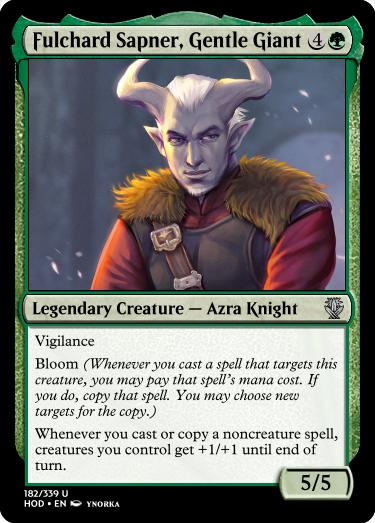 Fulchard Sapner, Gentle Giant 4
Legendary Creature — Azra Knight
Vigilance
Bloom (Whenever you cast a spell that targets this
creature, you may pay that spell's mana cost. If
you do, copy that spell. You may choose new
targets for the copy.)
Whenever you cast or copy a noncreature spell,
creatures you control get +1/+1 until end of
turn.
5/5
182/339 U
HOD • EN YNORKA